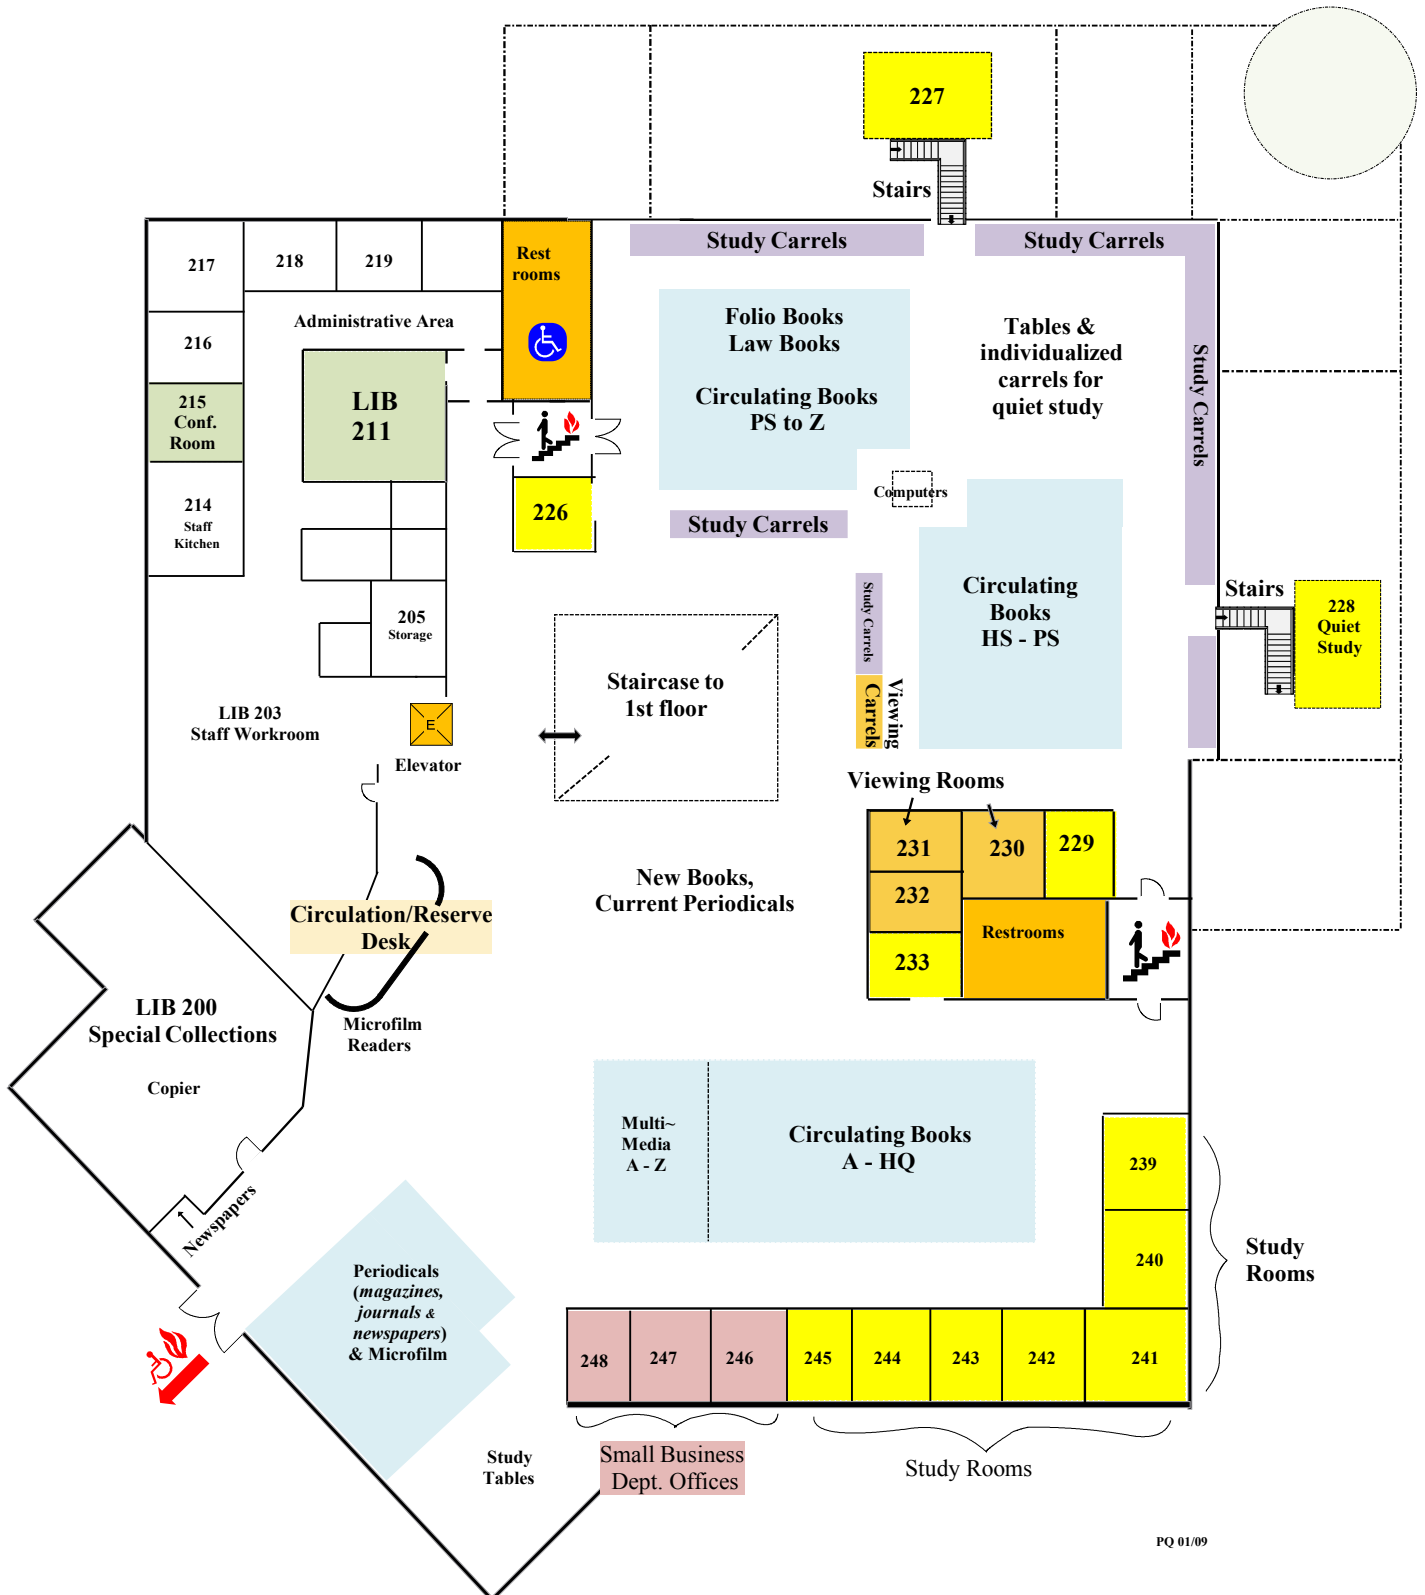 227
Stairs
Study Carrels
Study Carrels
217
218
219
Rest
rooms
Administrative Area
216
Folio Books
Law Books
Circulating Books
PS to Z
Tables &
individualized
carrels for
quiet study
Study Carrels
215
Conf.
Room
LIB
211
214
Staff
Kitchen
226
Computers
Study Carrels
205
Storage
Study Carrels
Circulating
Books
HS - PS
Stairs
228
Quiet
Study
Staircase to
1st floor
Viewing
Carrels
LIB 203
Staff Workroom
E
Elevator
Viewing Rooms
231
230
229
232
233
Restrooms
New Books,
Current Periodicals
Circulation/Reserve
Desk
LIB 200
Special Collections
Copier
Microfilm
Readers
Newspapers
Multi~
Media
A - Z
Circulating Books
A - HQ
239
240
Study
Rooms
Periodicals
(magazines,
journals &
newspapers)
& Microfilm
248
247
246
245
244
243
242
241
Study
Tables
Small Business
Dept. Offices
Study Rooms
PQ 01/09